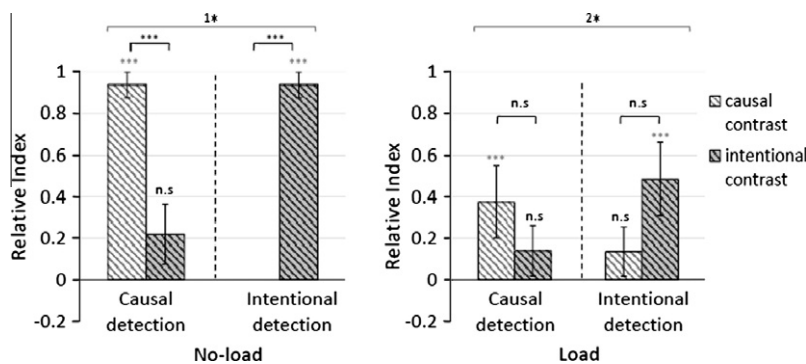 1*
***
***
***
***
Relative Index
1
0.8
0.6
0.4
0.2
0
-0.2
n.s
Causal
detection
Intentional
detection
No-load
2*
n.s
n.s
***
***
n.s
n.s
Relative Index
1
0.8
0.6
0.4
0.2
0
-0.2
Causal
detection
Intentional
detection
Load
causal
contrast
intentional
contrast